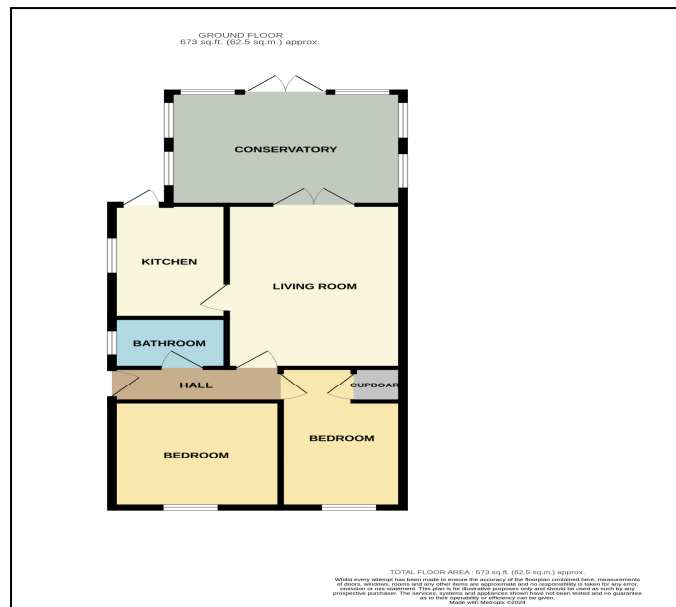 GROUND FLOOR
673 sq.ft. (62.5 sq.m.) approx.
CONSERVATORY
KITCHEN
LIVING ROOM
BATHROOM
HALL
CUPBOAR
BEDROOM
BEDROOM
TOTAL FLOOR AREA : 673 sq.ft. (62.5 sq.m.) approx.
Whilst every attempt has been made to ensure the accuracy of the floorplan contained here, measurements
of doors, windows, rooms and any other items are approximate and no responsibility is taken for any error,
omission or mis-statement. This plan is for illustrative purposes only and should be used as such by any
prospective purchaser. The services, systems and appliances shown have not been tested and no guarantee
as to their operability or efficiency can be given.
Made with Metropix ©2024